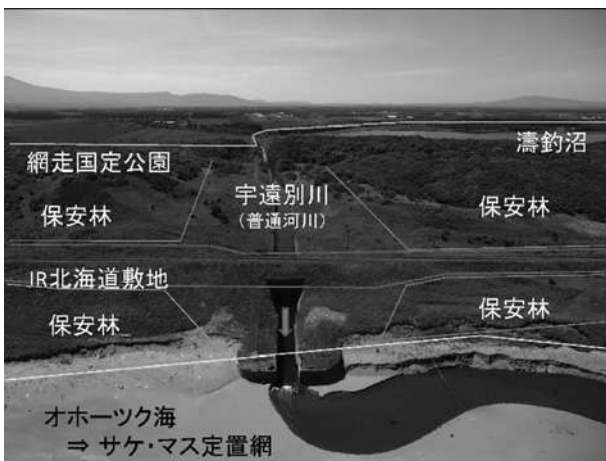 濤釣沼
網走国定公園
宇遠別川
(普通河川)
保安林
保安林
JR北海道敷地
保安林
保安林
オホーツク海
⇒ サケ・マス定置網